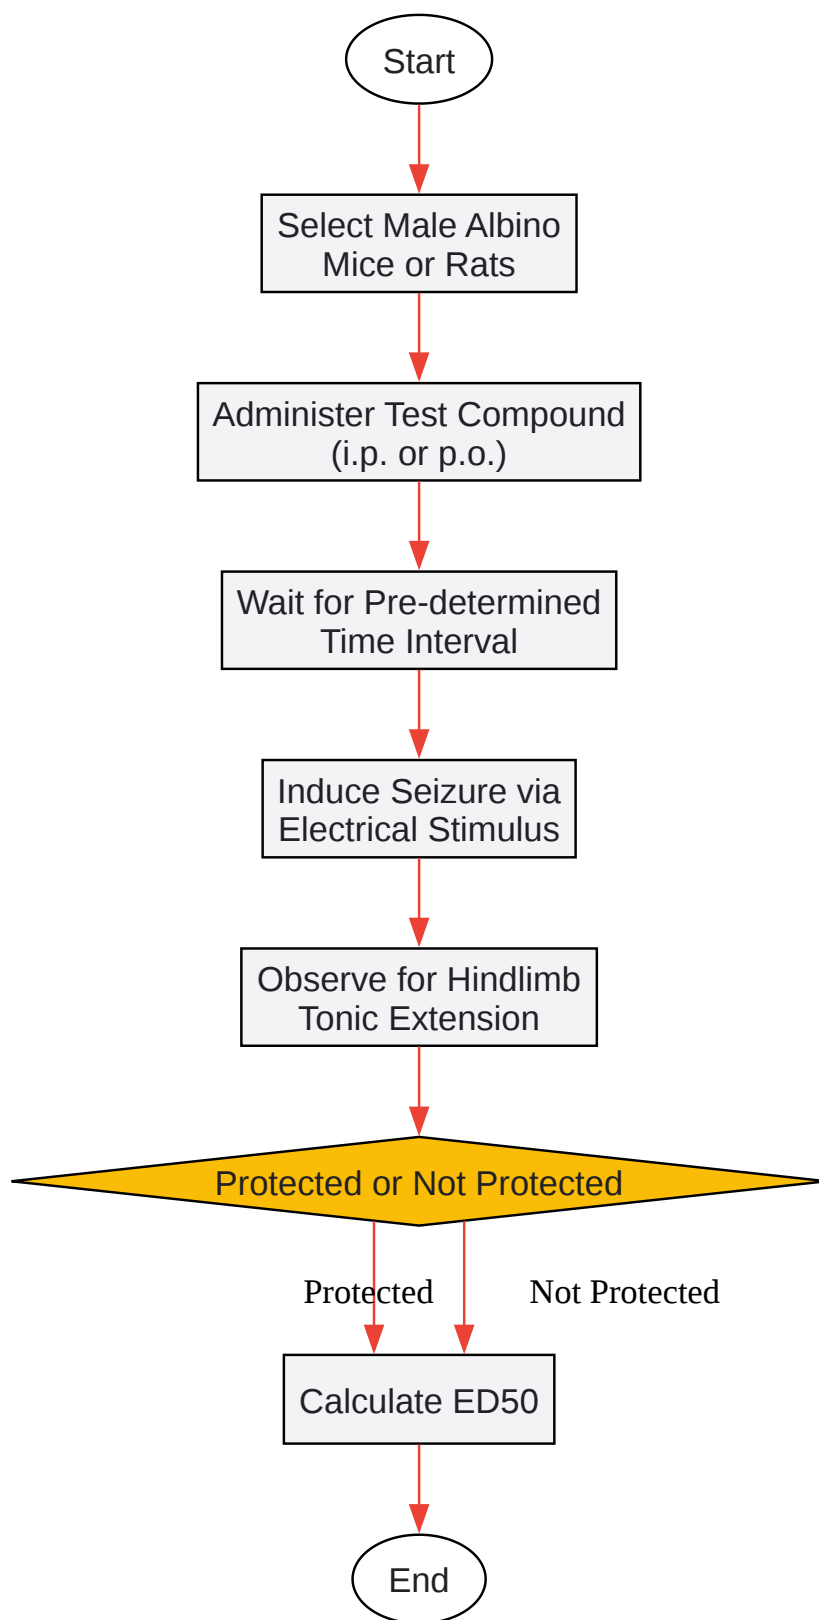 Start
Select Male Albino
Mice or Rats
Administer Test Compound
(i.p. or p.o.)
Wait for Pre-determined
Time Interval
Induce Seizure via
Electrical Stimulus
Observe for Hindlimb
Tonic Extension
Protected or Not Protected
Protected
Not Protected
Calculate ED50
End